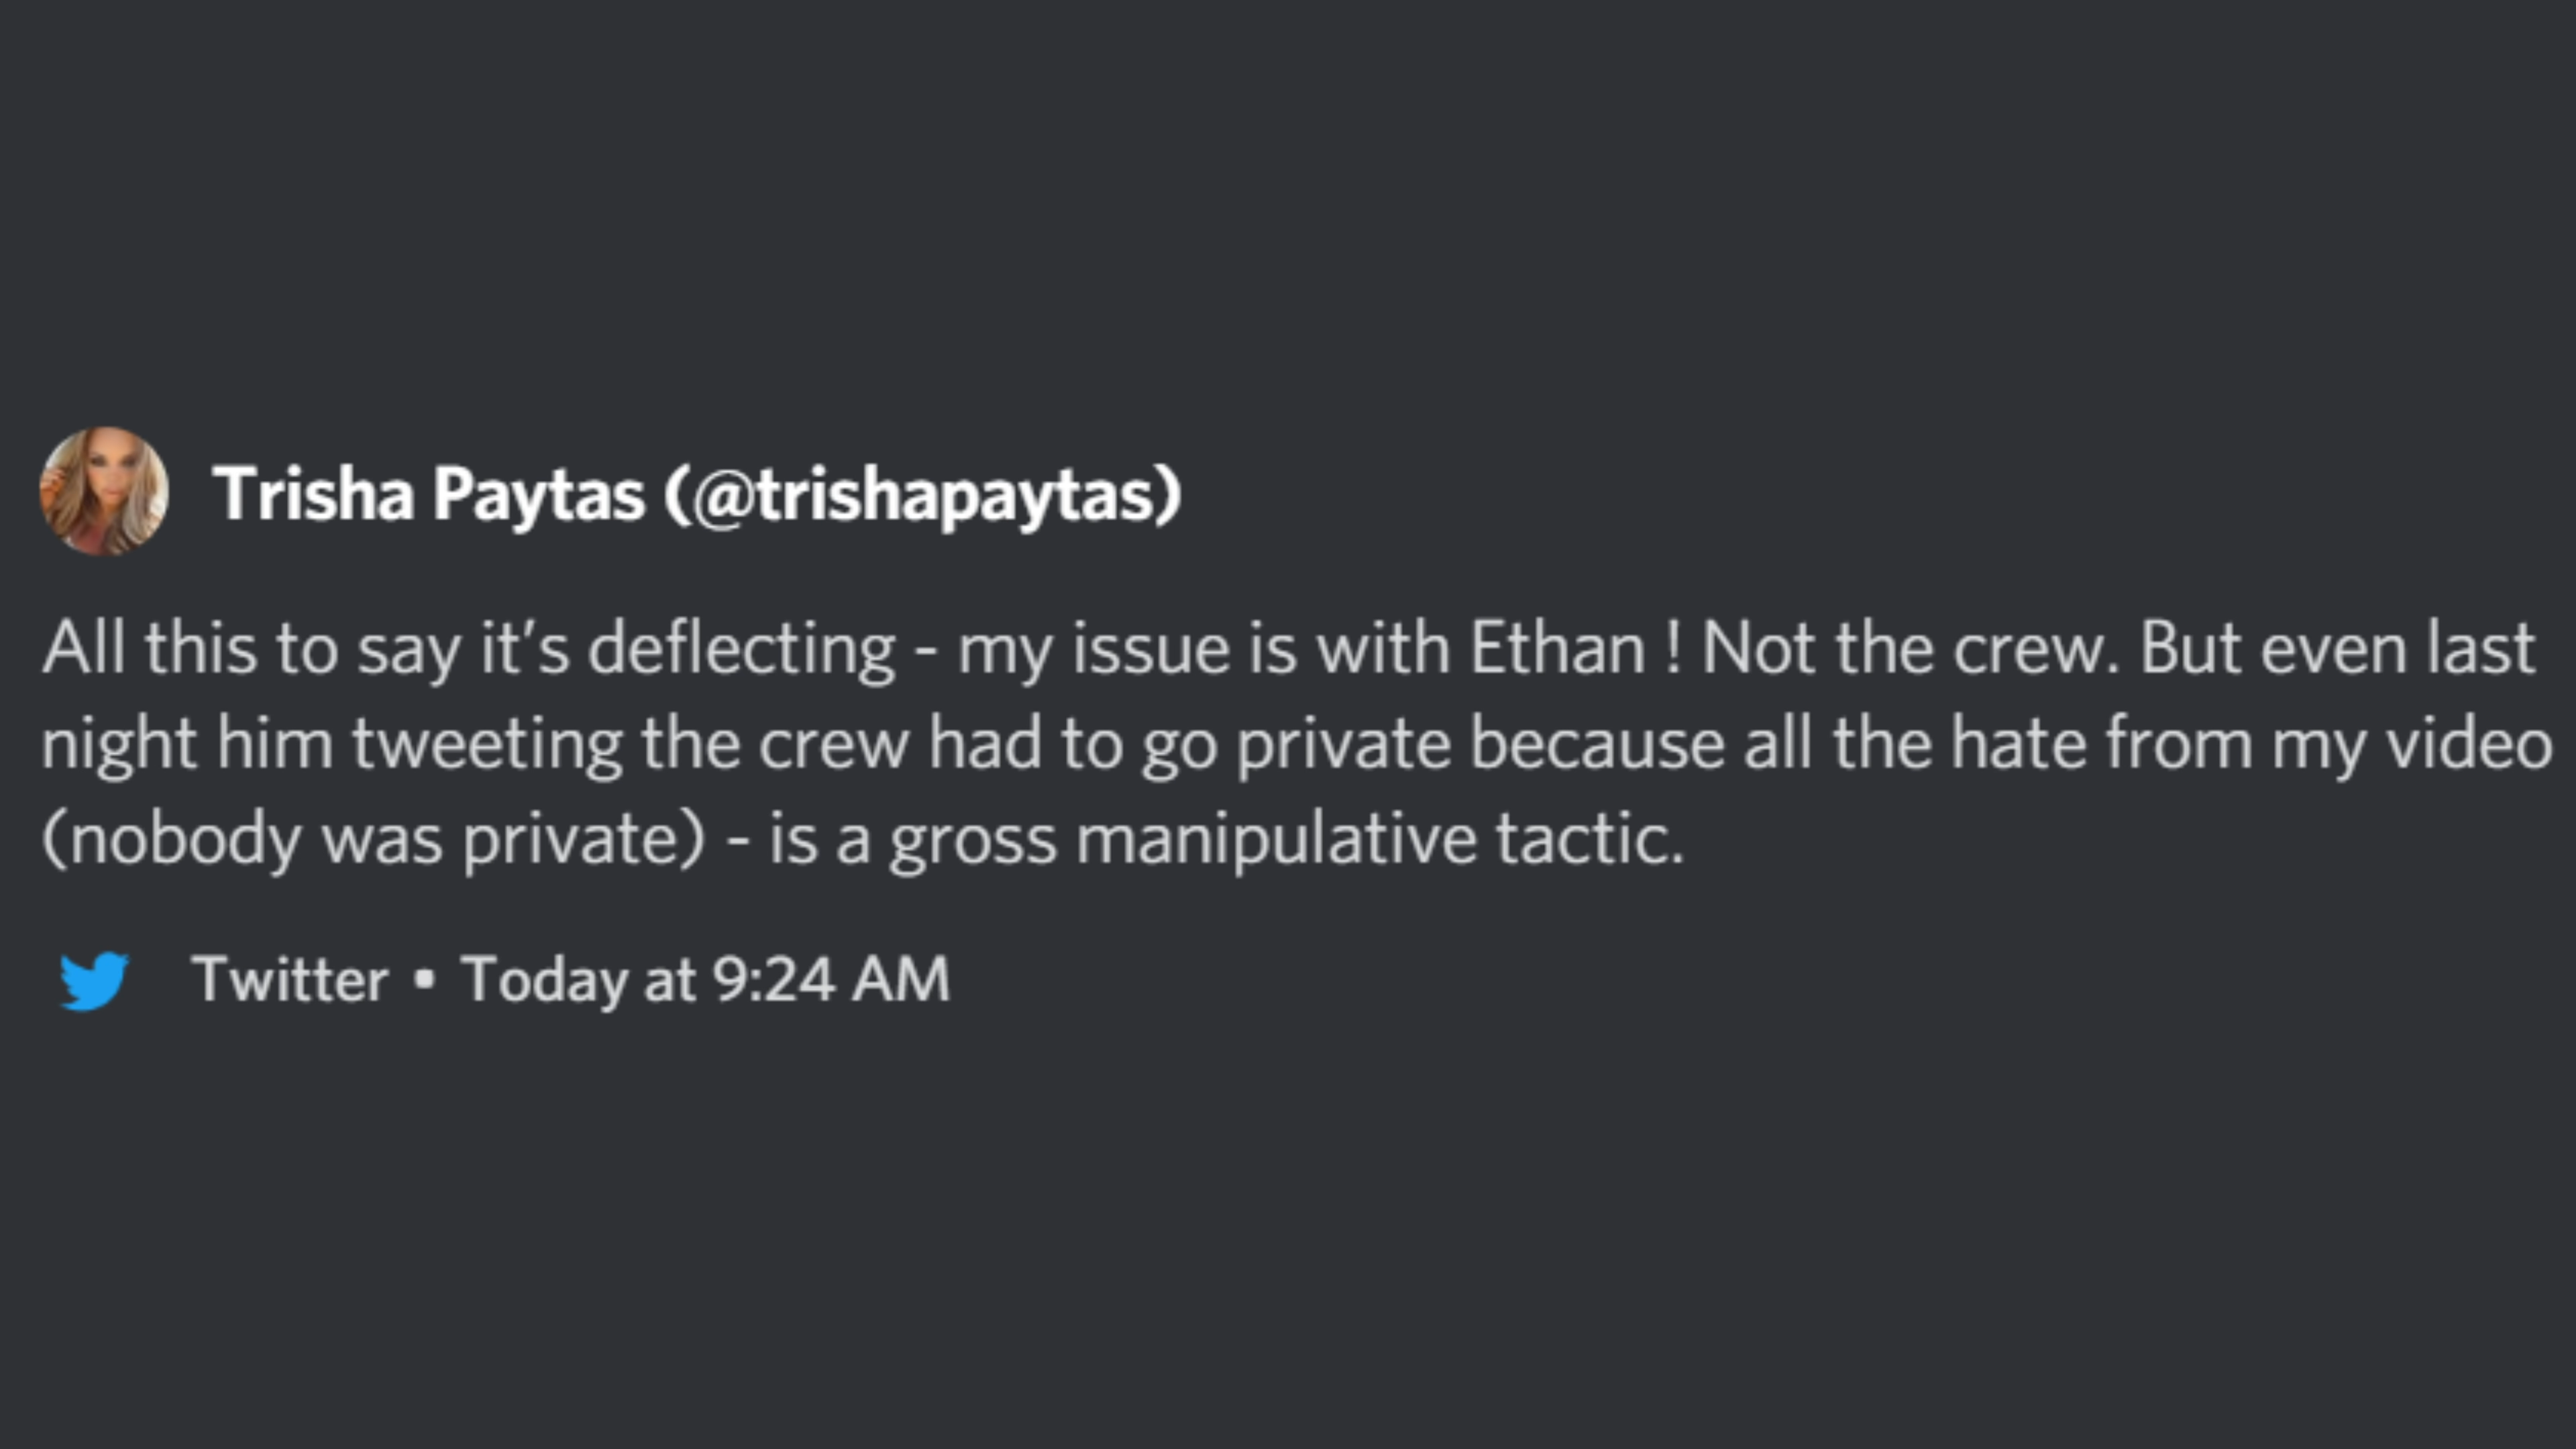 Trisha Paytas (@trishapaytas)
All this to say it’s deflecting - my issue is with Ethan ! Not the crew. But even last
night him tweeting the crew had to go private because all the hate from my video
(nobody was private) - is a gross manipulative tactic.
Twitter • Today at 9:24 AM